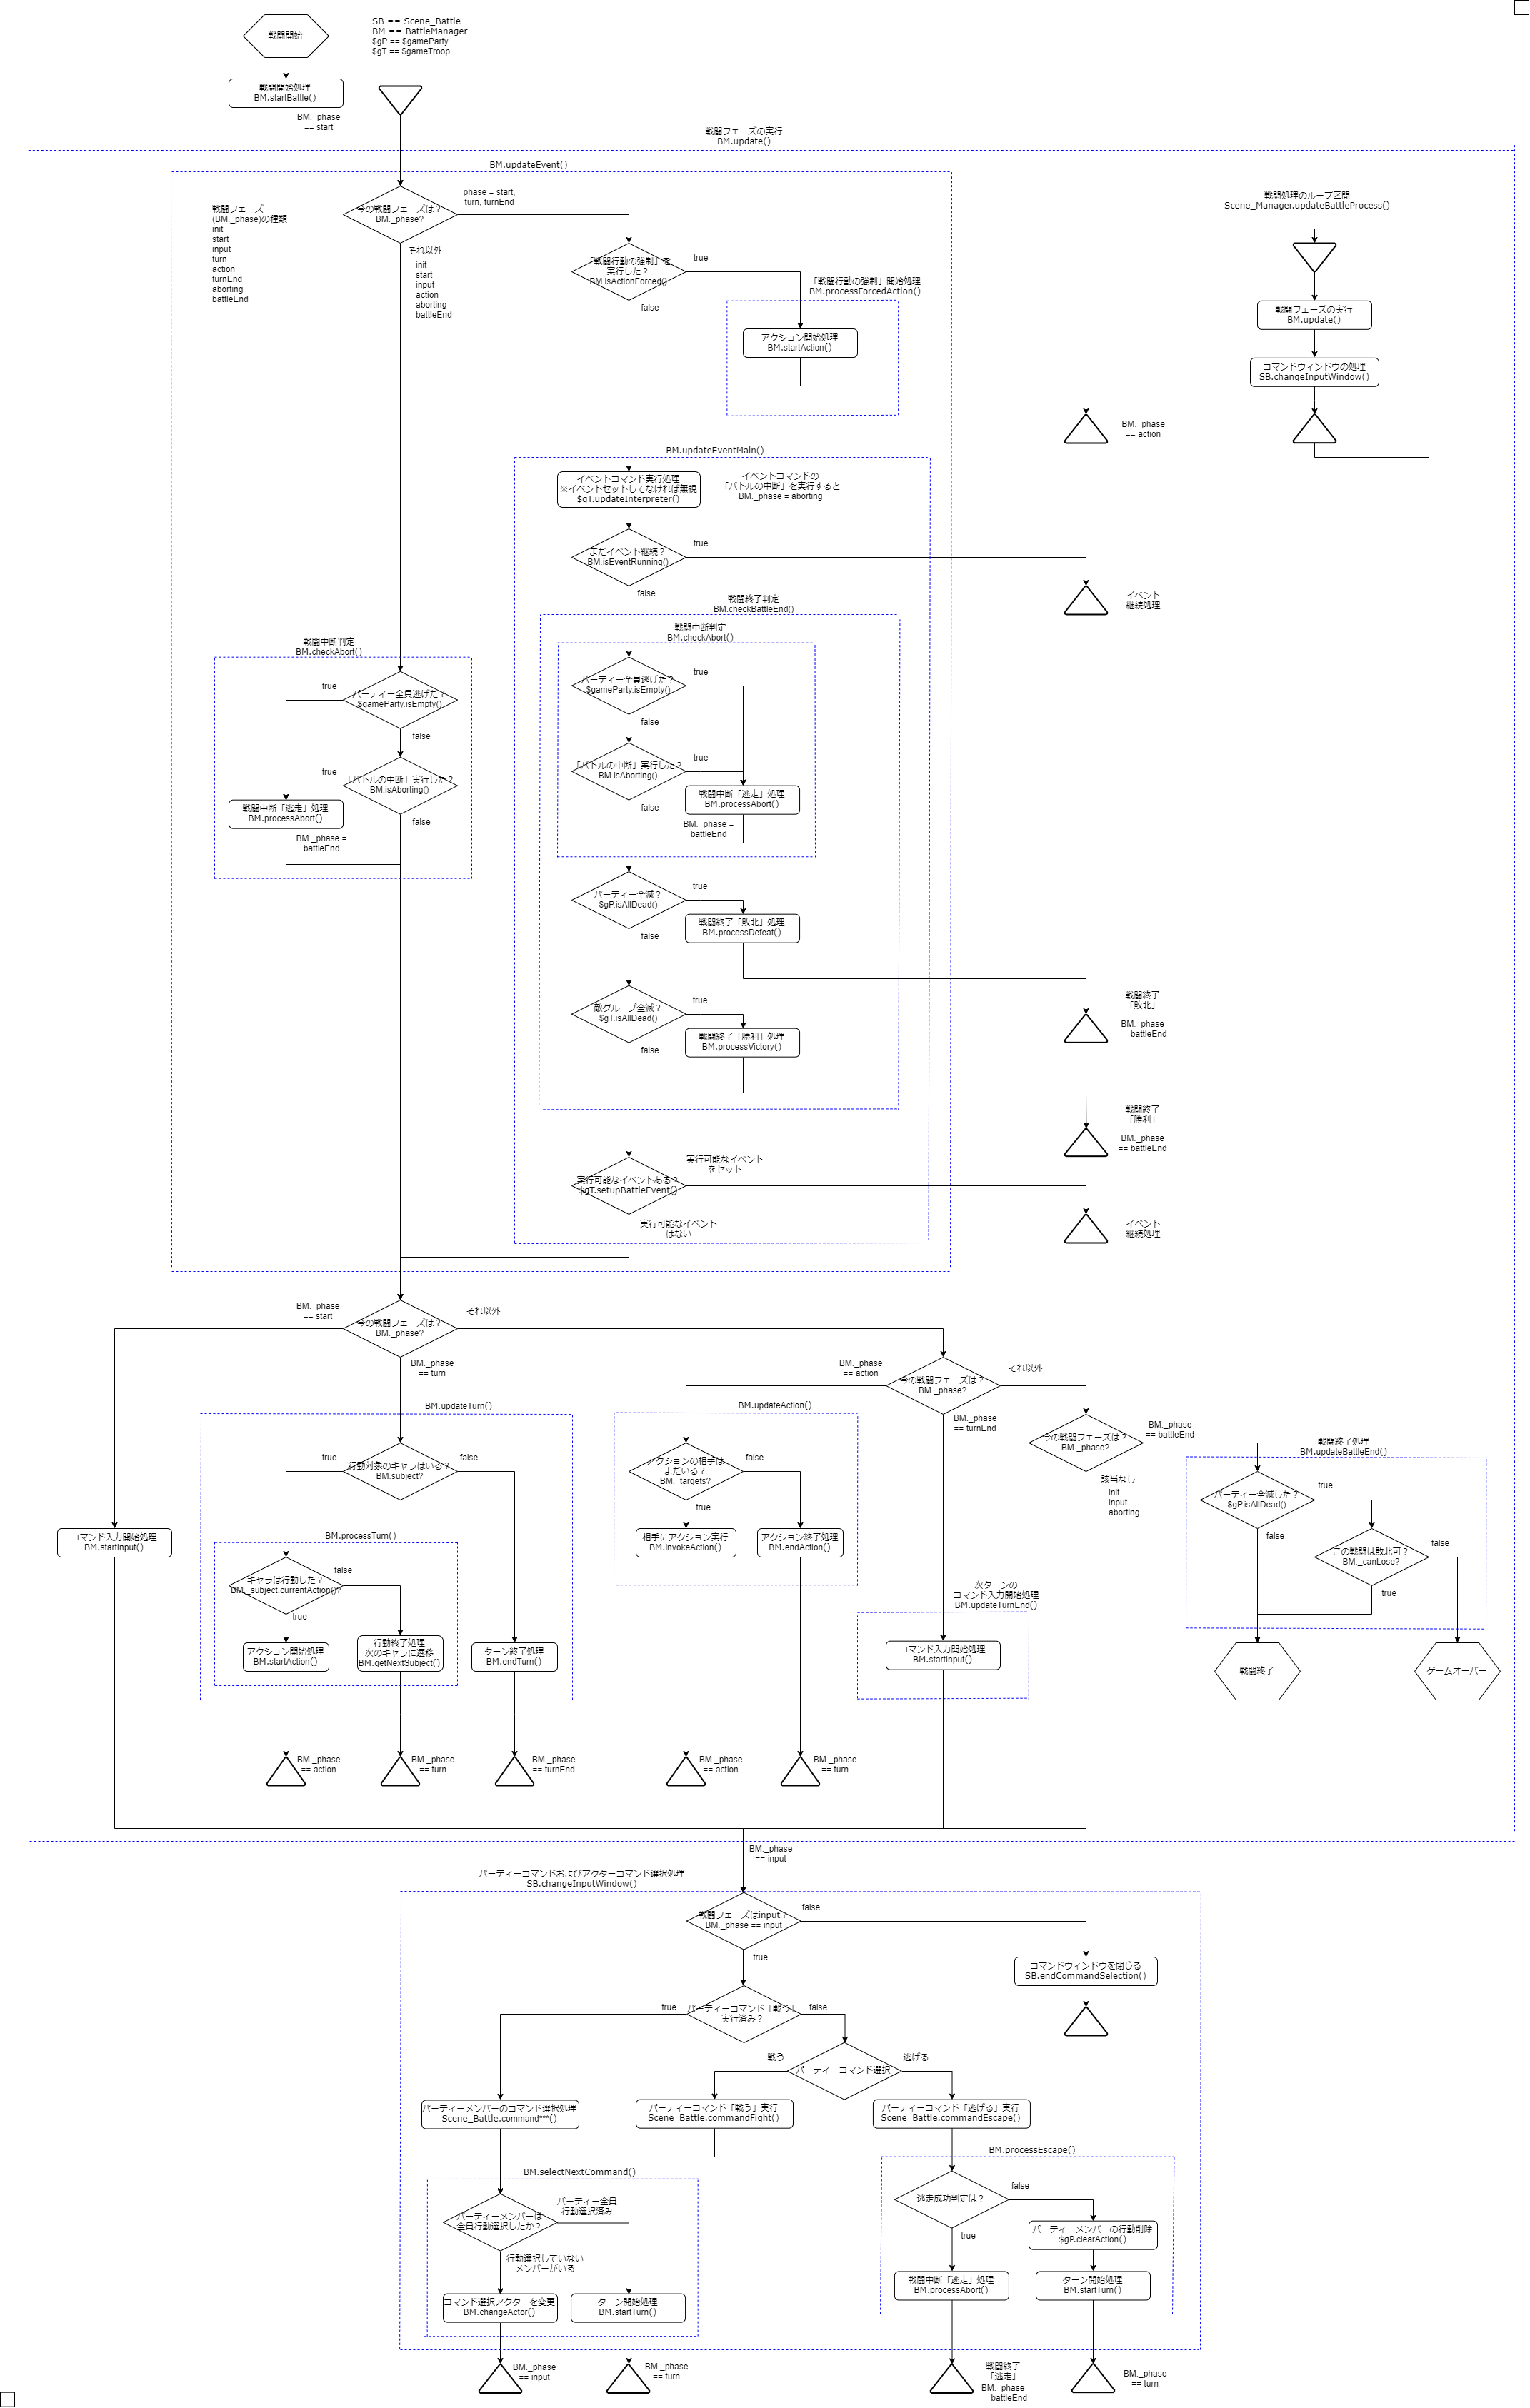 戦闘開始
SB == Scene_Battle
BM == BattleManager
$gP == $gameParty
$gT == $gameTroop
戦闘開始処理
BM.startBattle()
BM._phase
== start
戦闘フェーズの実行
BM.update()
BM.updateEvent()
戦闘フェーズ
(BM._phase)の種類
init
start
input
turn
action
turnEnd
aborting
battleEnd
今の戦闘フェーズは？
BM._phase?
phase = start,
turn, turnEnd
それ以外
init
start
input
action
aborting
battleEnd
「戦闘行動の強制」を
実行した？
BM.isActionForced()
true
false
「戦闘行動の強制」開始処理
BM.processForcedAction()
アクション開始処理
BM.startAction()
BM._phase
== action
戦闘処理のループ区間
Scene_Manager.updateBattleProcess()
戦闘フェーズの実行
BM.update()
コマンドウィンドウの処理
SB.changeInputWindow()
BM.updateEventMain()
イベントコマンド実行処理
※イベントセットしてなければ無視
$gT.updateInterpreter()
イベントコマンドの
「バトルの中断」を実行すると
BM._phase = aborting
まだイベント継続？
BM.isEventRunning()
true
false
イベント
継続処理
戦闘終了判定
BM.checkBattleEnd()
戦闘中断判定
BM.checkAbort()
パーティー全員逃げた？
$gameParty.isEmpty()
true
false
「バトルの中断」実行した？
BM.isAborting()
true
false
戦闘中断「逃走」処理
BM.processAbort()
BM._phase =
battleEnd
戦闘中断判定
BM.checkAbort()
true
パーティー全員逃げた？
$gameParty.isEmpty()
false
true
「バトルの中断」実行した？
BM.isAborting()
戦闘中断「逃走」処理
BM.processAbort()
false
BM._phase =
battleEnd
パーティー全滅？
$gP.isAllDead()
true
false
戦闘終了「敗北」処理
BM.processDefeat()
戦闘終了
「敗北」
BM._phase
== battleEnd
敵グループ全滅？
$gT.isAllDead()
true
false
戦闘終了「勝利」処理
BM.processVictory()
戦闘終了
「勝利」
BM._phase
== battleEnd
実行可能なイベントある？
$gT.setupBattleEvent()
実行可能なイベント
をセット
実行可能なイベント
はない
イベント
継続処理
BM._phase
== start
今の戦闘フェーズは？
BM._phase?
それ以外
BM._phase
== turn
BM._phase
== action
今の戦闘フェーズは？
BM._phase?
それ以外
BM._phase
== turnEnd
今の戦闘フェーズは？
BM._phase?
BM._phase
== battleEnd
該当なし
init
input
aborting
コマンド入力開始処理
BM.startInput()
BM.updateTurn()
true
行動対象のキャラはいる？
BM.subject?
false
BM.processTurn()
キャラは行動した？
BM._subject.currentAction()?
false
true
アクション開始処理
BM.startAction()
行動終了処理
次のキャラに遷移
BM.getNextSubject()
ターン終了処理
BM.endTurn()
BM._phase
== action
BM._phase
== turn
BM._phase
== turnEnd
BM.updateAction()
アクションの相手は
まだいる？
BM._targets?
false
true
相手にアクション実行
BM.invokeAction()
アクション終了処理
BM.endAction()
BM._phase
== action
BM._phase
== turn
次ターンの
コマンド入力開始処理
BM.updateTurnEnd()
コマンド入力開始処理
BM.startInput()
戦闘終了処理
BM.updateBattleEnd()
パーティー全滅した？
$gP.isAllDead()
true
false
この戦闘は敗北可？
BM._canLose?
false
true
戦闘終了
ゲームオーバー
BM._phase
== input
パーティーコマンドおよびアクターコマンド選択処理
SB.changeInputWindow()
戦闘フェーズはinput？
BM._phase == input
false
true
コマンドウィンドウを閉じる
SB.endCommandSelection()
true
パーティーコマンド「戦う」
実行済み？
false
戦う
パーティーコマンド選択
逃げる
パーティーメンバーのコマンド選択処理
Scene_Battle.command***()
パーティーコマンド「戦う」実行
Scene_Battle.commandFight()
パーティーコマンド「逃げる」実行
Scene_Battle.commandEscape()
BM.selectNextCommand()
パーティーメンバーは
全員行動選択したか？
パーティー全員
行動選択済み
行動選択していない
メンバーがいる
コマンド選択アクターを変更
BM.changeActor()
ターン開始処理
BM.startTurn()
BM._phase
== input
BM._phase
== turn
BM.processEscape()
逃走成功判定は？
false
true
パーティーメンバーの行動削除
$gP.clearAction()
戦闘中断「逃走」処理
BM.processAbort()
ターン開始処理
BM.startTurn()
戦闘終了
「逃走」
BM._phase
== battleEnd
BM._phase
== turn